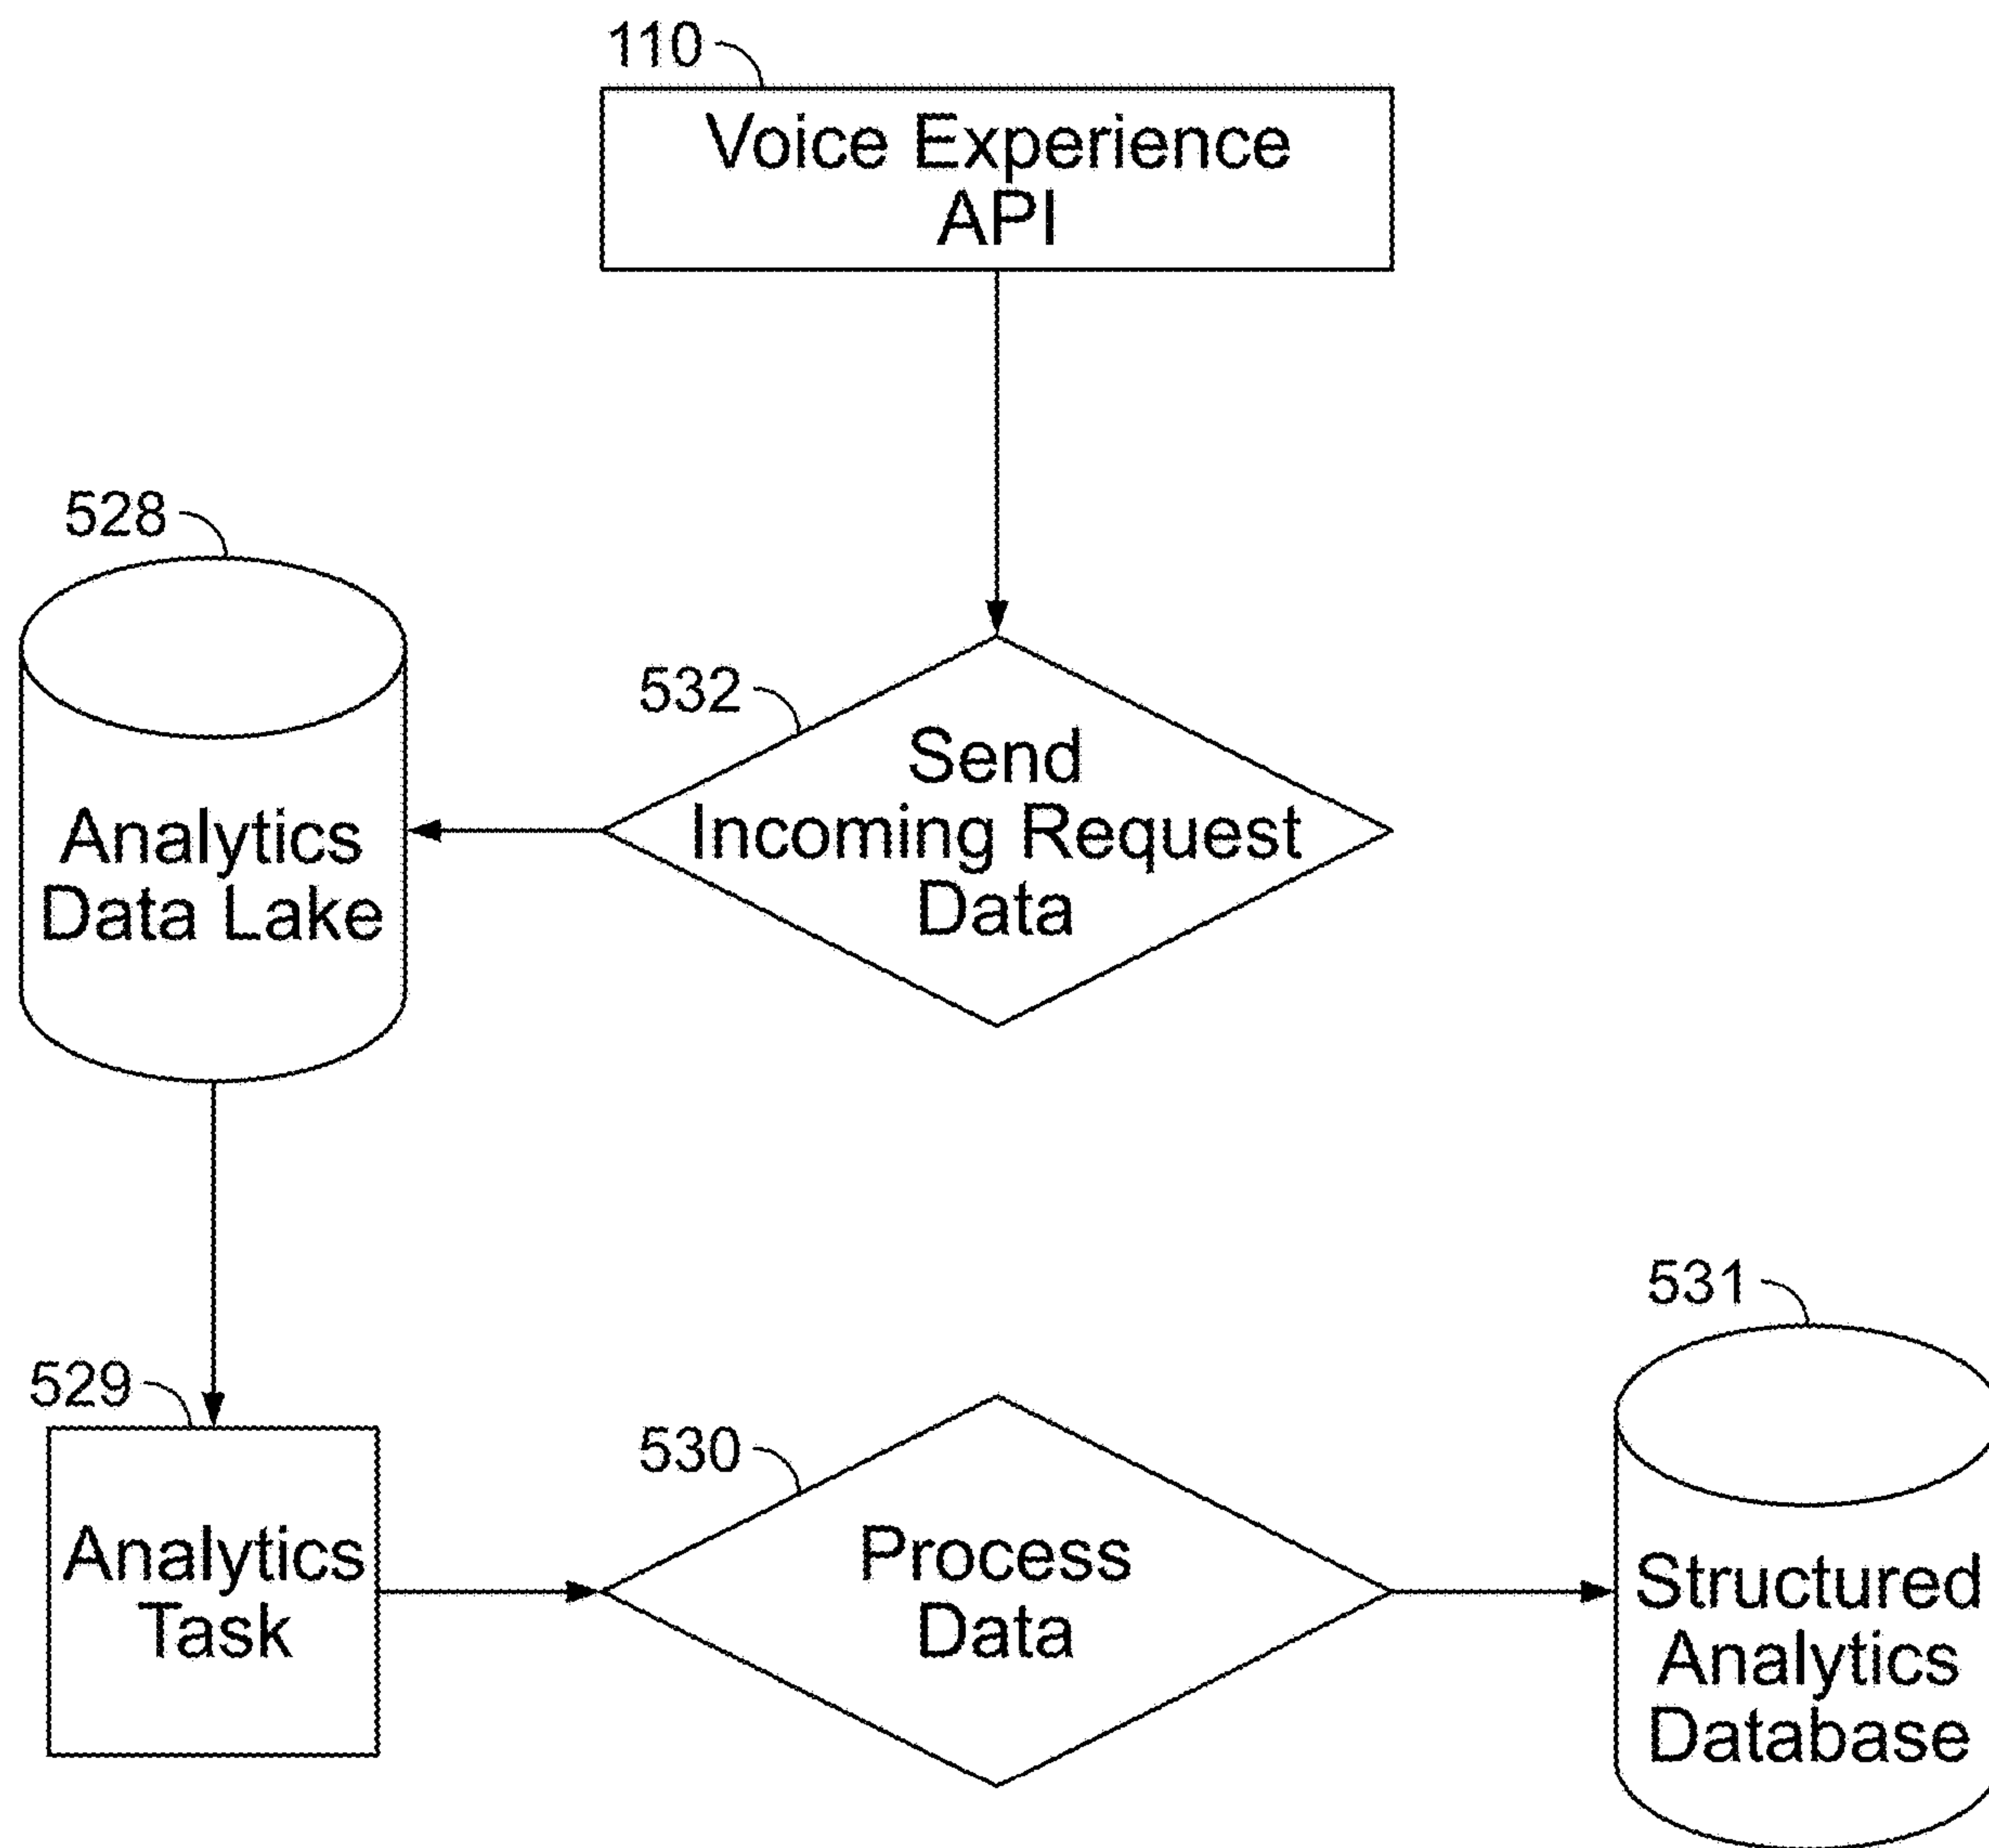 110
Voice Experience
API
528
Analytics
Data Lake
532
Send
Incoming Request
Data
529
Analytics
Task
530
Process
Data
531
Structured
Analytics
Database